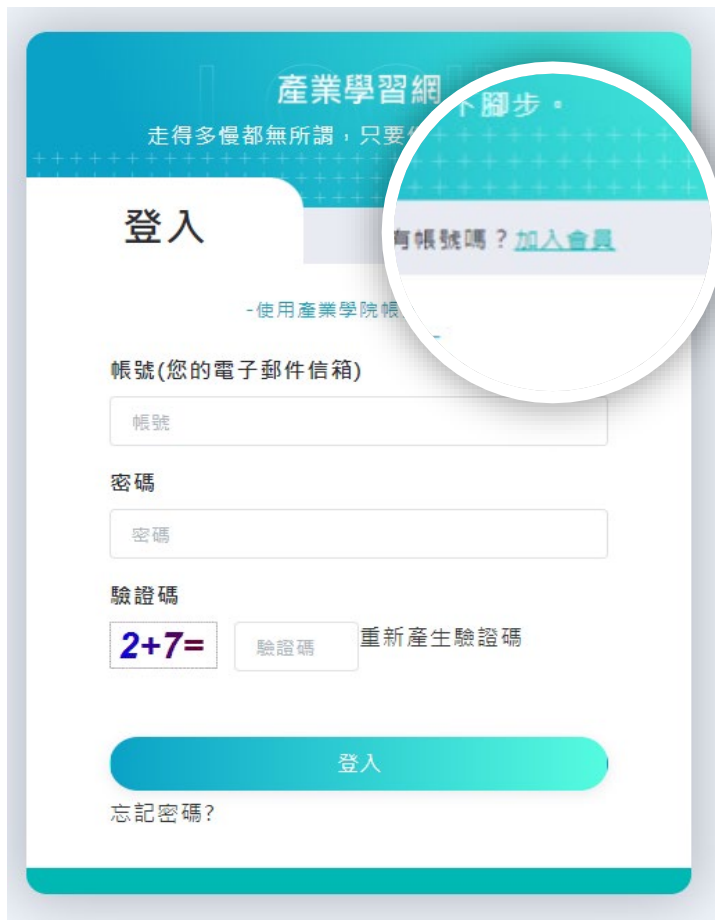 產業學習網
走得多慢都無所謂，只要
下腳步。
登入
有帳號嗎？加入會員
-使用產業學院帳
帳號(您的電子郵件信箱)
帳號
密碼
密碼
驗證碼
2+7=
驗證碼
重新產生驗證碼
登入
忘記密碼?